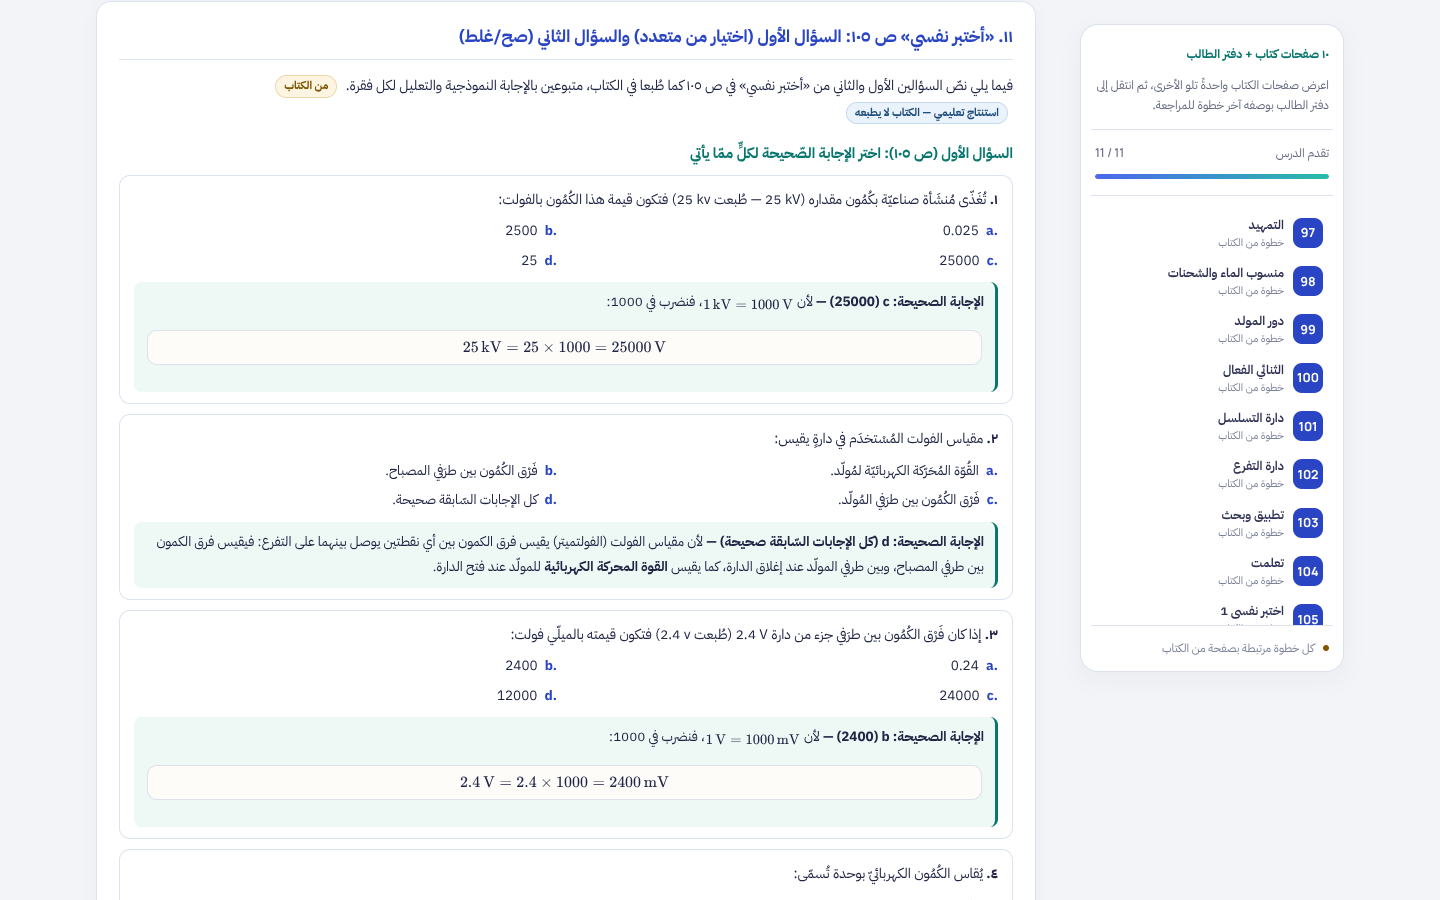 ١١. «أختبر نفسي» ص ١٠٥: السؤال الأول (اختيار من متعدد) والسؤال الثاني (صح/غلط)
فيما يلي نصّ السؤالين الأول والثاني من «أختبر نفسي» في ص ١٠٥ كما طُبعا في الكتاب، متبوعين بالإجابة النموذجية والتعليل لكل فقرة. من الكتاب
استنتاج تعليمي — الكتاب لا يطبعه
السؤال الأول (ص ١٠٥): اختر الإجابة الصّحيحة لكلٍّ ممّا يأتي
١. تُغَذّى مُنشَأة صناعيّة بكُمُون مقداره (25 kV — طُبعت 25 kv) فتكون قيمة هذا الكُمُون بالفولت:
a. 0.025
b. 2500
c. 25000
d. 25
الإجابة الصحيحة: c (25000) — لأن 1 kV = 1000 V، فنضرب في 1000:
25 kV = 25 × 1000 = 25000 V
٢. مقياس الفولت المُسْتخدَم في دارةٍ يقيس:
a. القُوّة المُحَرّكة الكهربائيّة لمُولّد.
b. فَرْق الكُمُون بين طرَفي المصباح.
c. فَرْق الكُمُون بين طرَفي المُولّد.
d. كل الإجابات السّابقة صحيحة.
الإجابة الصحيحة: d (كل الإجابات السّابقة صحيحة) — لأن مقياس الفولت (الفولتميتر) يقيس فرق الكمون بين أي نقطتين يوصل بينهما على التفرع: فيقيس فرق الكمون
بين طرفي المصباح، وبين طرفي المولّد عند إغلاق الدارة، كما يقيس القوة المحركة الكهربائية للمولّد عند فتح الدارة.
٣. إذا كان فَرْق الكُمُون بين طرَفي جزء من دارة 2.4 V (طُبعت 2.4 v) فتكون قيمته بالميلّي فولت:
a. 0.24
b. 2400
c. 24000
d. 12000
الإجابة الصحيحة: b (2400) — لأن 1 V = 1000 mV، فنضرب في 1000:
2.4 V = 2.4 × 1000 = 2400 mV
٤. يُقاس الكُمُون الكهربائيّ بوحدة تُسمّى:
١٠ صفحات كتاب + دفتر الطالب
اعرض صفحات الكتاب واحدةً تلو الأخرى، ثم انتقل إلى
دفتر الطالب بوصفه آخر خطوة للمراجعة.
تقدم الدرس
11 / 11
97 التمهيد
خطوة من الكتاب
98 منسوب الماء والشحنات
خطوة من الكتاب
99 دور المولد
خطوة من الكتاب
100 الثنائي الفعال
خطوة من الكتاب
101 دارة التسلسل
خطوة من الكتاب
102 دارة التفرع
خطوة من الكتاب
103 تطبيق وبحث
خطوة من الكتاب
104 تعلمت
خطوة من الكتاب
105 اختبر نفسي 1
كل خطوة مرتبطة بصفحة من الكتاب